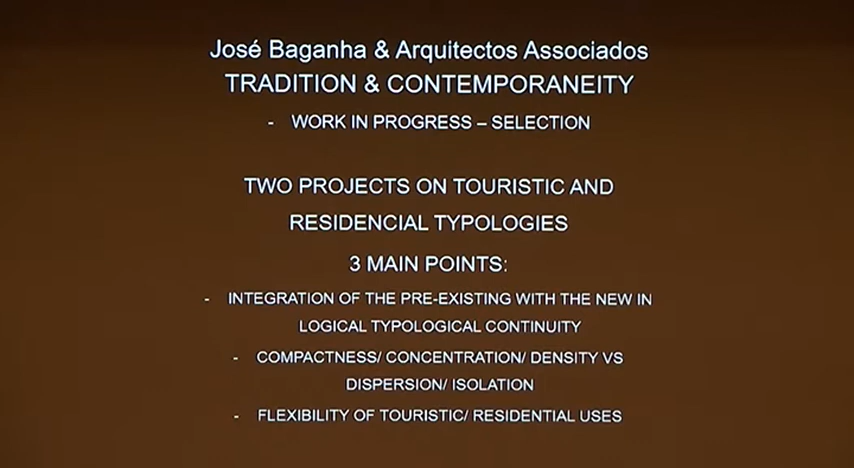 José Baganha & Arquitectos Associados
TRADITION & CONTEMPORANEITY
- WORK IN PROGRESS – SELECTION
TWO PROJECTS ON TOURISTIC AND
RESIDENCIAL TYPOLOGIES
3 MAIN POINTS:
- INTEGRATION OF THE PRE-EXISTING WITH THE NEW IN
LOGICAL TYPOLOGICAL CONTINUITY
- COMPACTNESS/ CONCENTRATION/ DENSITY VS
DISPERSION/ ISOLATION
- FLEXIBILITY OF TOURISTIC/ RESIDENTIAL USES